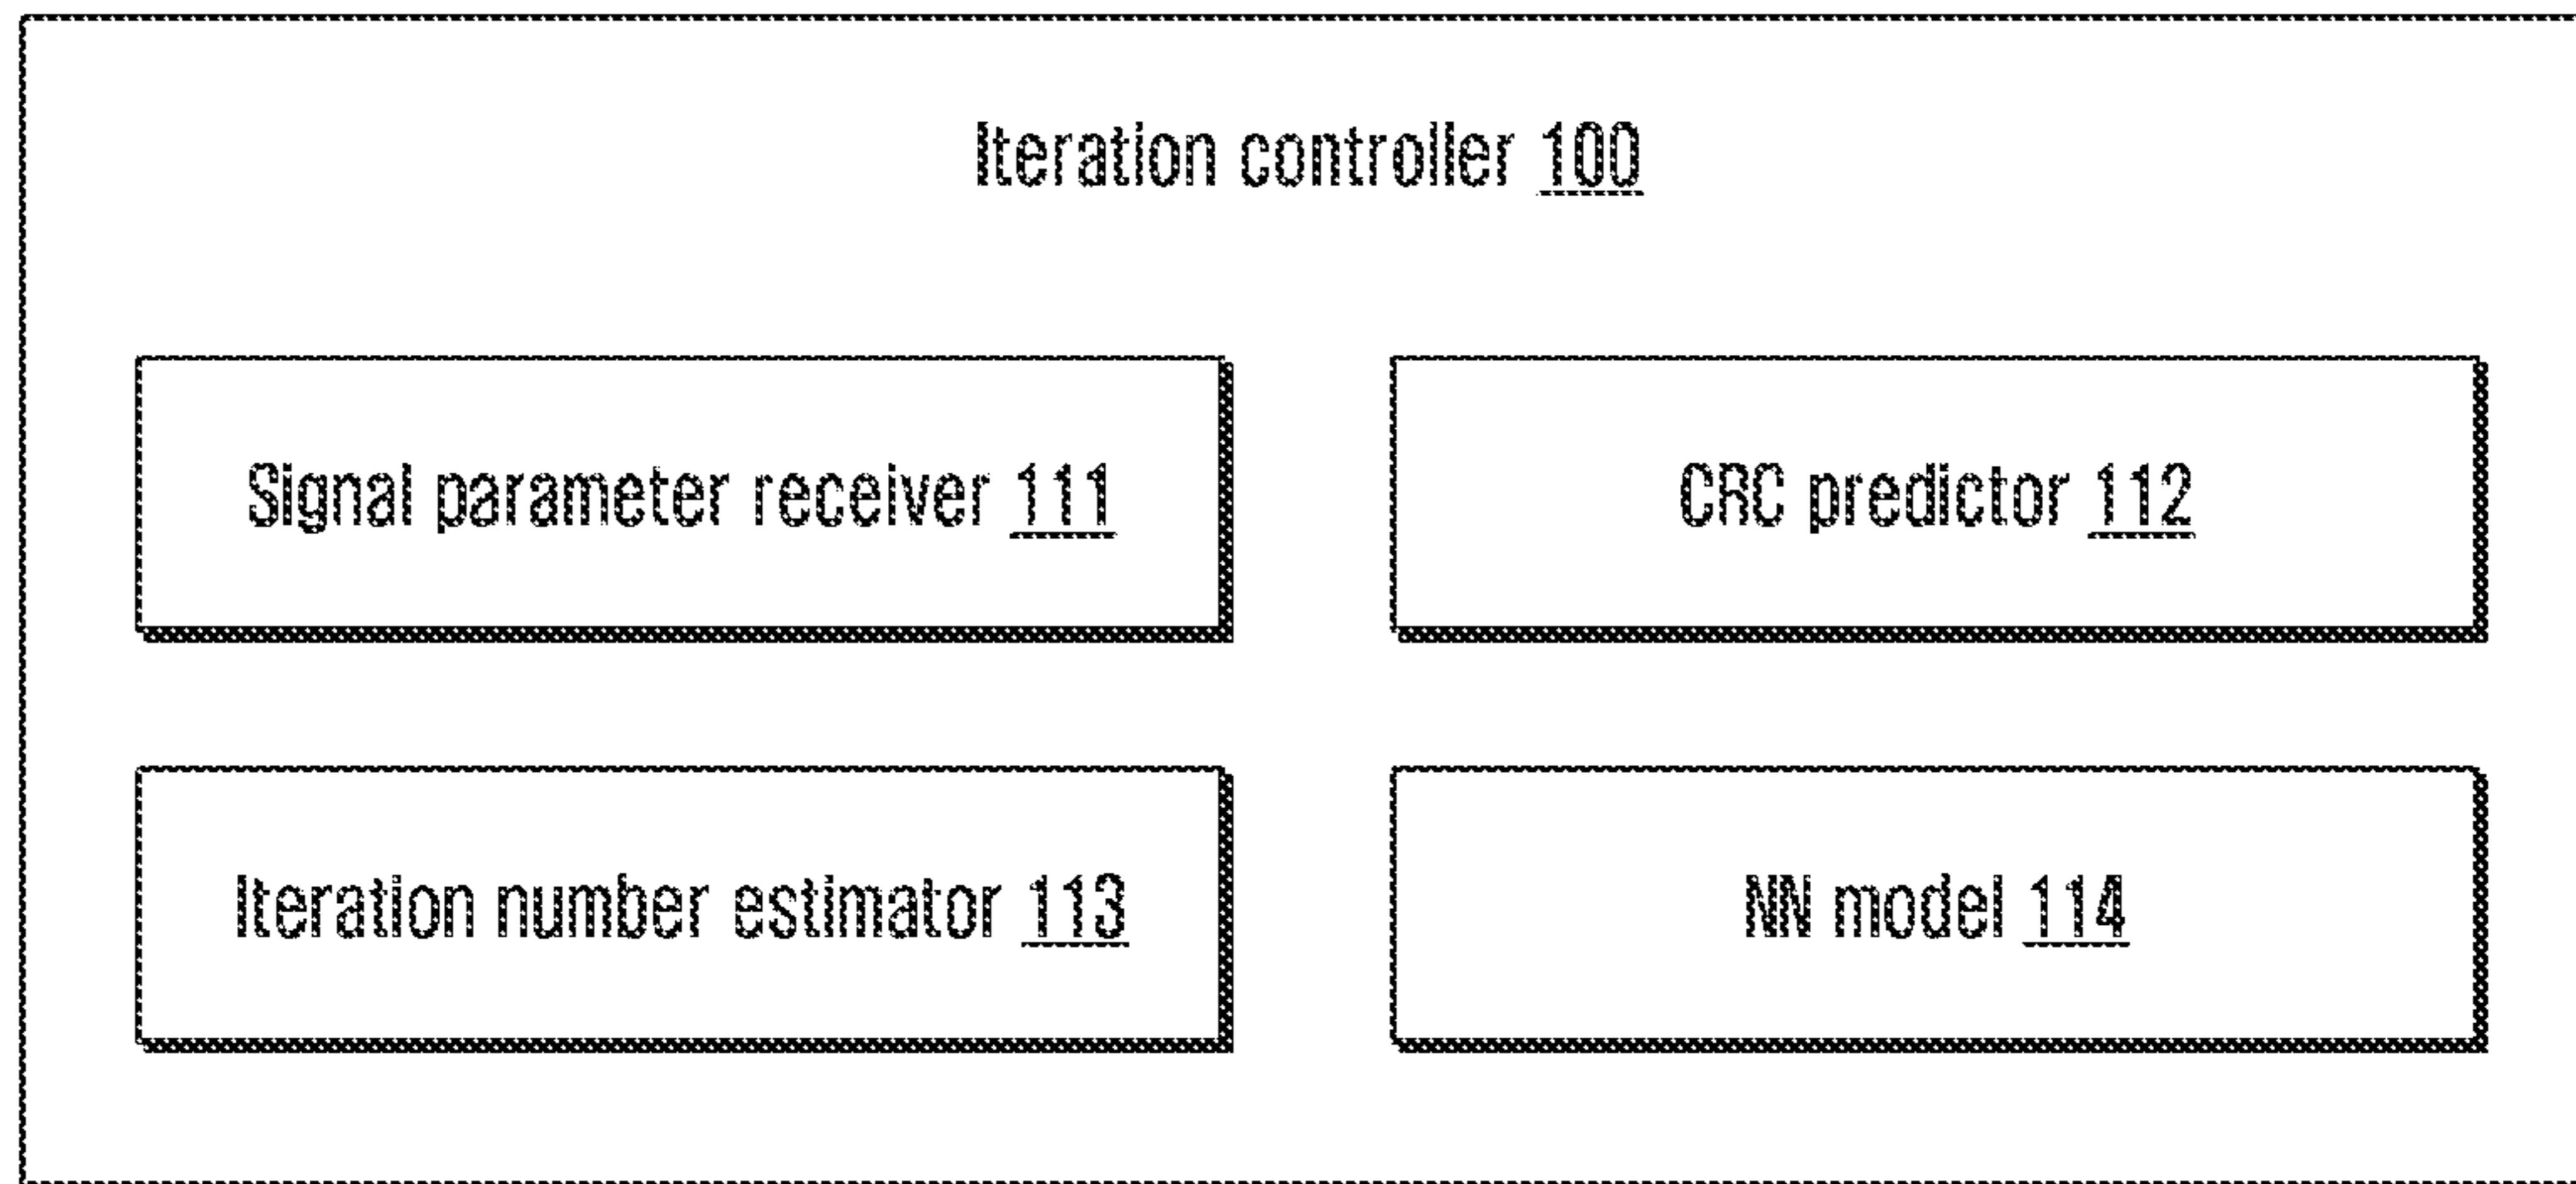 Iteration controller 100
Signal parameter receiver 111
CRC predictor 112
Iteration number estimator 113
NN model 114